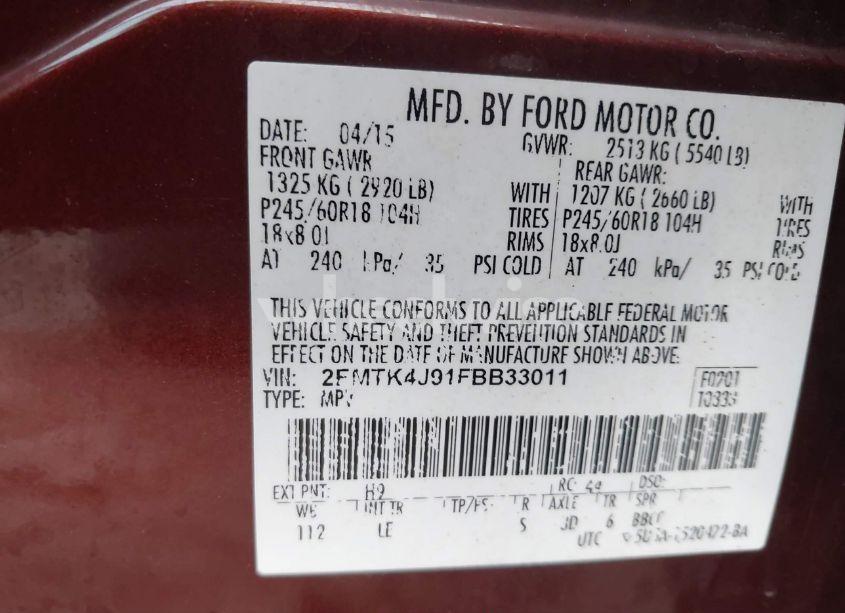 MFD. BY FORD MOTOR CO.
DATE: 04/15 GVWR: 2513 KG ( 5540 LB)
FRONT GAWR REAR GAWR:
1325 KG ( 2920 LB) WITH 1207 KG ( 2660 LB) WITH
P245/60R18 104H TIRES P245/60R18 104H TIRES
18x8.0J RIMS 18x8.0J RIMS
AT 240 kPa/ 35 PSI COLD AT 240 kPa/ 35 PSI COLD
THIS VEHICLE CONFORMS TO ALL APPLICABLE FEDERAL MOTOR
VEHICLE SAFETY AND THEFT PREVENTION STANDARDS IN
EFFECT ON THE DATE OF MANUFACTURE SHOWN ABOVE.
VIN: 2FMTK4J91FBB33011 F0201
TYPE: MPV T0333
EXT PNT: H9 RC: 49 DSO:
WB INT TR TP/PS R AXLE TR SPR
112 LE S JD 6 BBCC
UTC